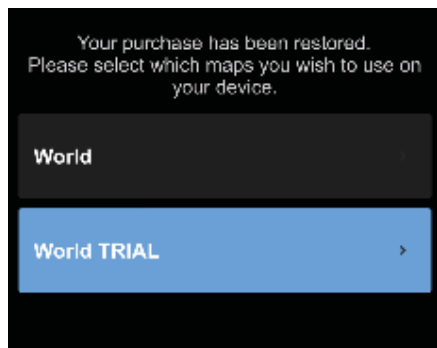 Your purchase has been restored.
Please select which maps you wish to use on
your device.
World
World TRIAL